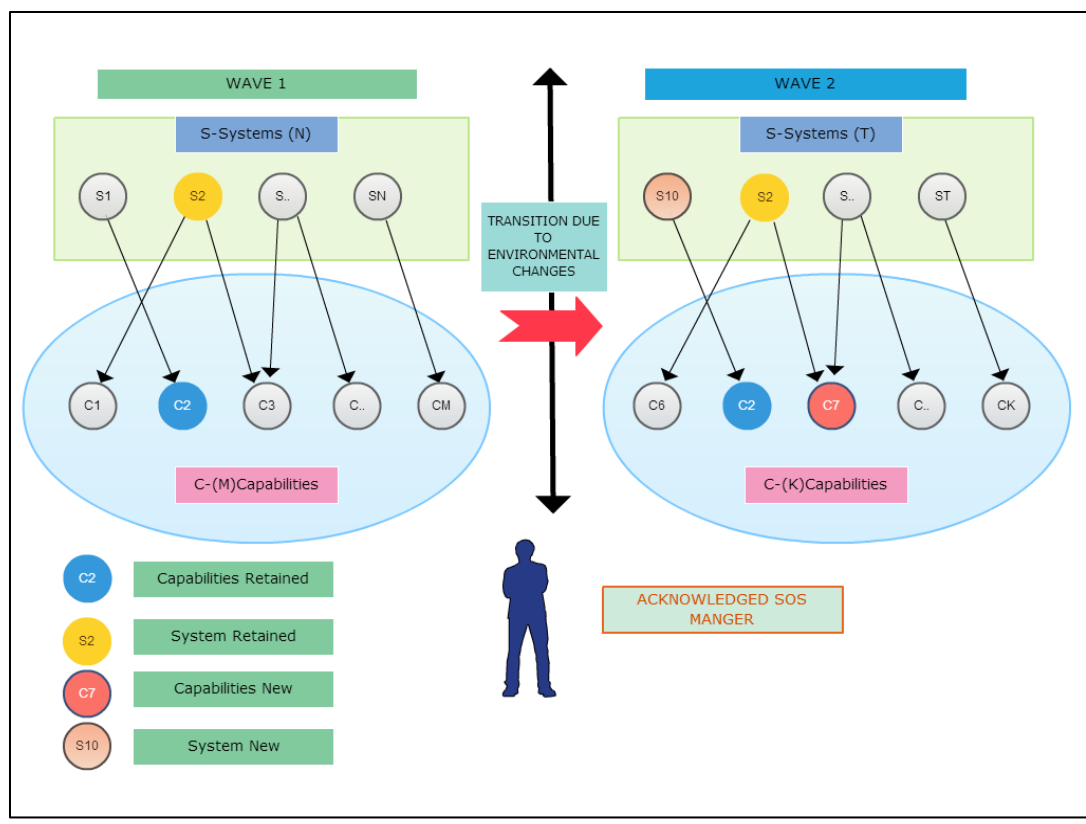 WAVE 1
S-Systems (N)
S1
S2
S..
SN
C1
C2
C3
C..
CM
C-(M)Capabilities
TRANSITION DUE
TO
ENVIRONMENTAL
CHANGES
WAVE 2
S-Systems (T)
S10
S2
S..
ST
C6
C2
C7
C..
CK
C-(K)Capabilities
C2
Capabilities Retained
S2
System Retained
C7
Capabilities New
S10
System New
ACKNOWLEDGED SOS
MANGER